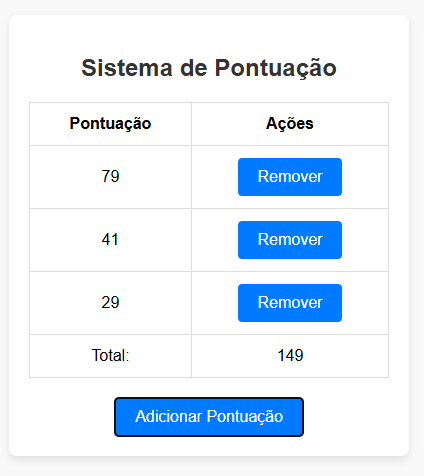 Sistema de Pontuação
Pontuação Ações
79 Remover
41 Remover
29 Remover
Total: 149
Adicionar Pontuação